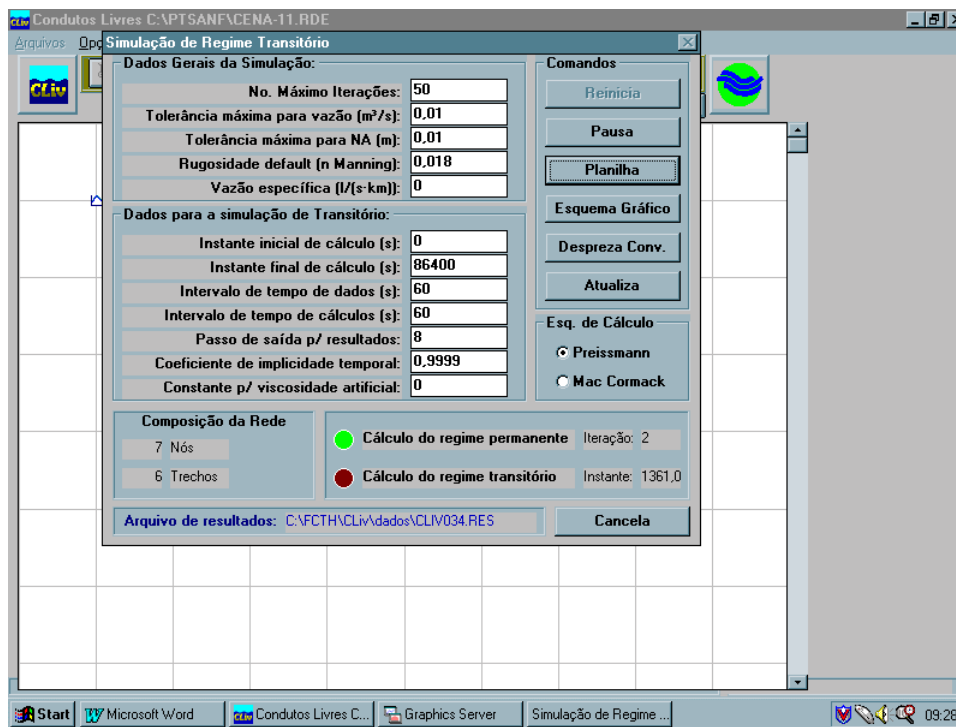 Condutos Livres C:\PTSANF\CENA-11.RDE
Arquivos Opç
Simulação de Regime Transitório
CLiv
Dados Gerais da Simulação:
No. Máximo Iterações: 50
Tolerância máxima para vazão (m³/s): 0,01
Tolerância máxima para NA (m): 0,01
Rugosidade default (n Manning): 0,018
Vazão específica (l/(s·km)): 0
Dados para a simulação de Transitório:
Instante inicial de cálculo (s): 0
Instante final de cálculo (s): 86400
Intervalo de tempo de dados (s): 60
Intervalo de tempo de cálculos (s): 60
Passo de saída p/ resultados: 8
Coeficiente de implicidade temporal: 0,9999
Constante p/ viscosidade artificial: 0
Comandos
Reinicia
Pausa
Planilha
Esquema Gráfico
Despreza Conv.
Atualiza
Esq. de Cálculo
Preissmann
Mac Cormack
Composição da Rede
7 Nós
6 Trechos
Cálculo do regime permanente Iteração: 2
Cálculo do regime transitório Instante: 1361,0
Arquivo de resultados: C:\FCTH\CLiv\dados\CLIV034.RES
Cancela
Start Microsoft Word CLiv Condutos Livres C... Graphics Server Simulação de Regime ... 09:28